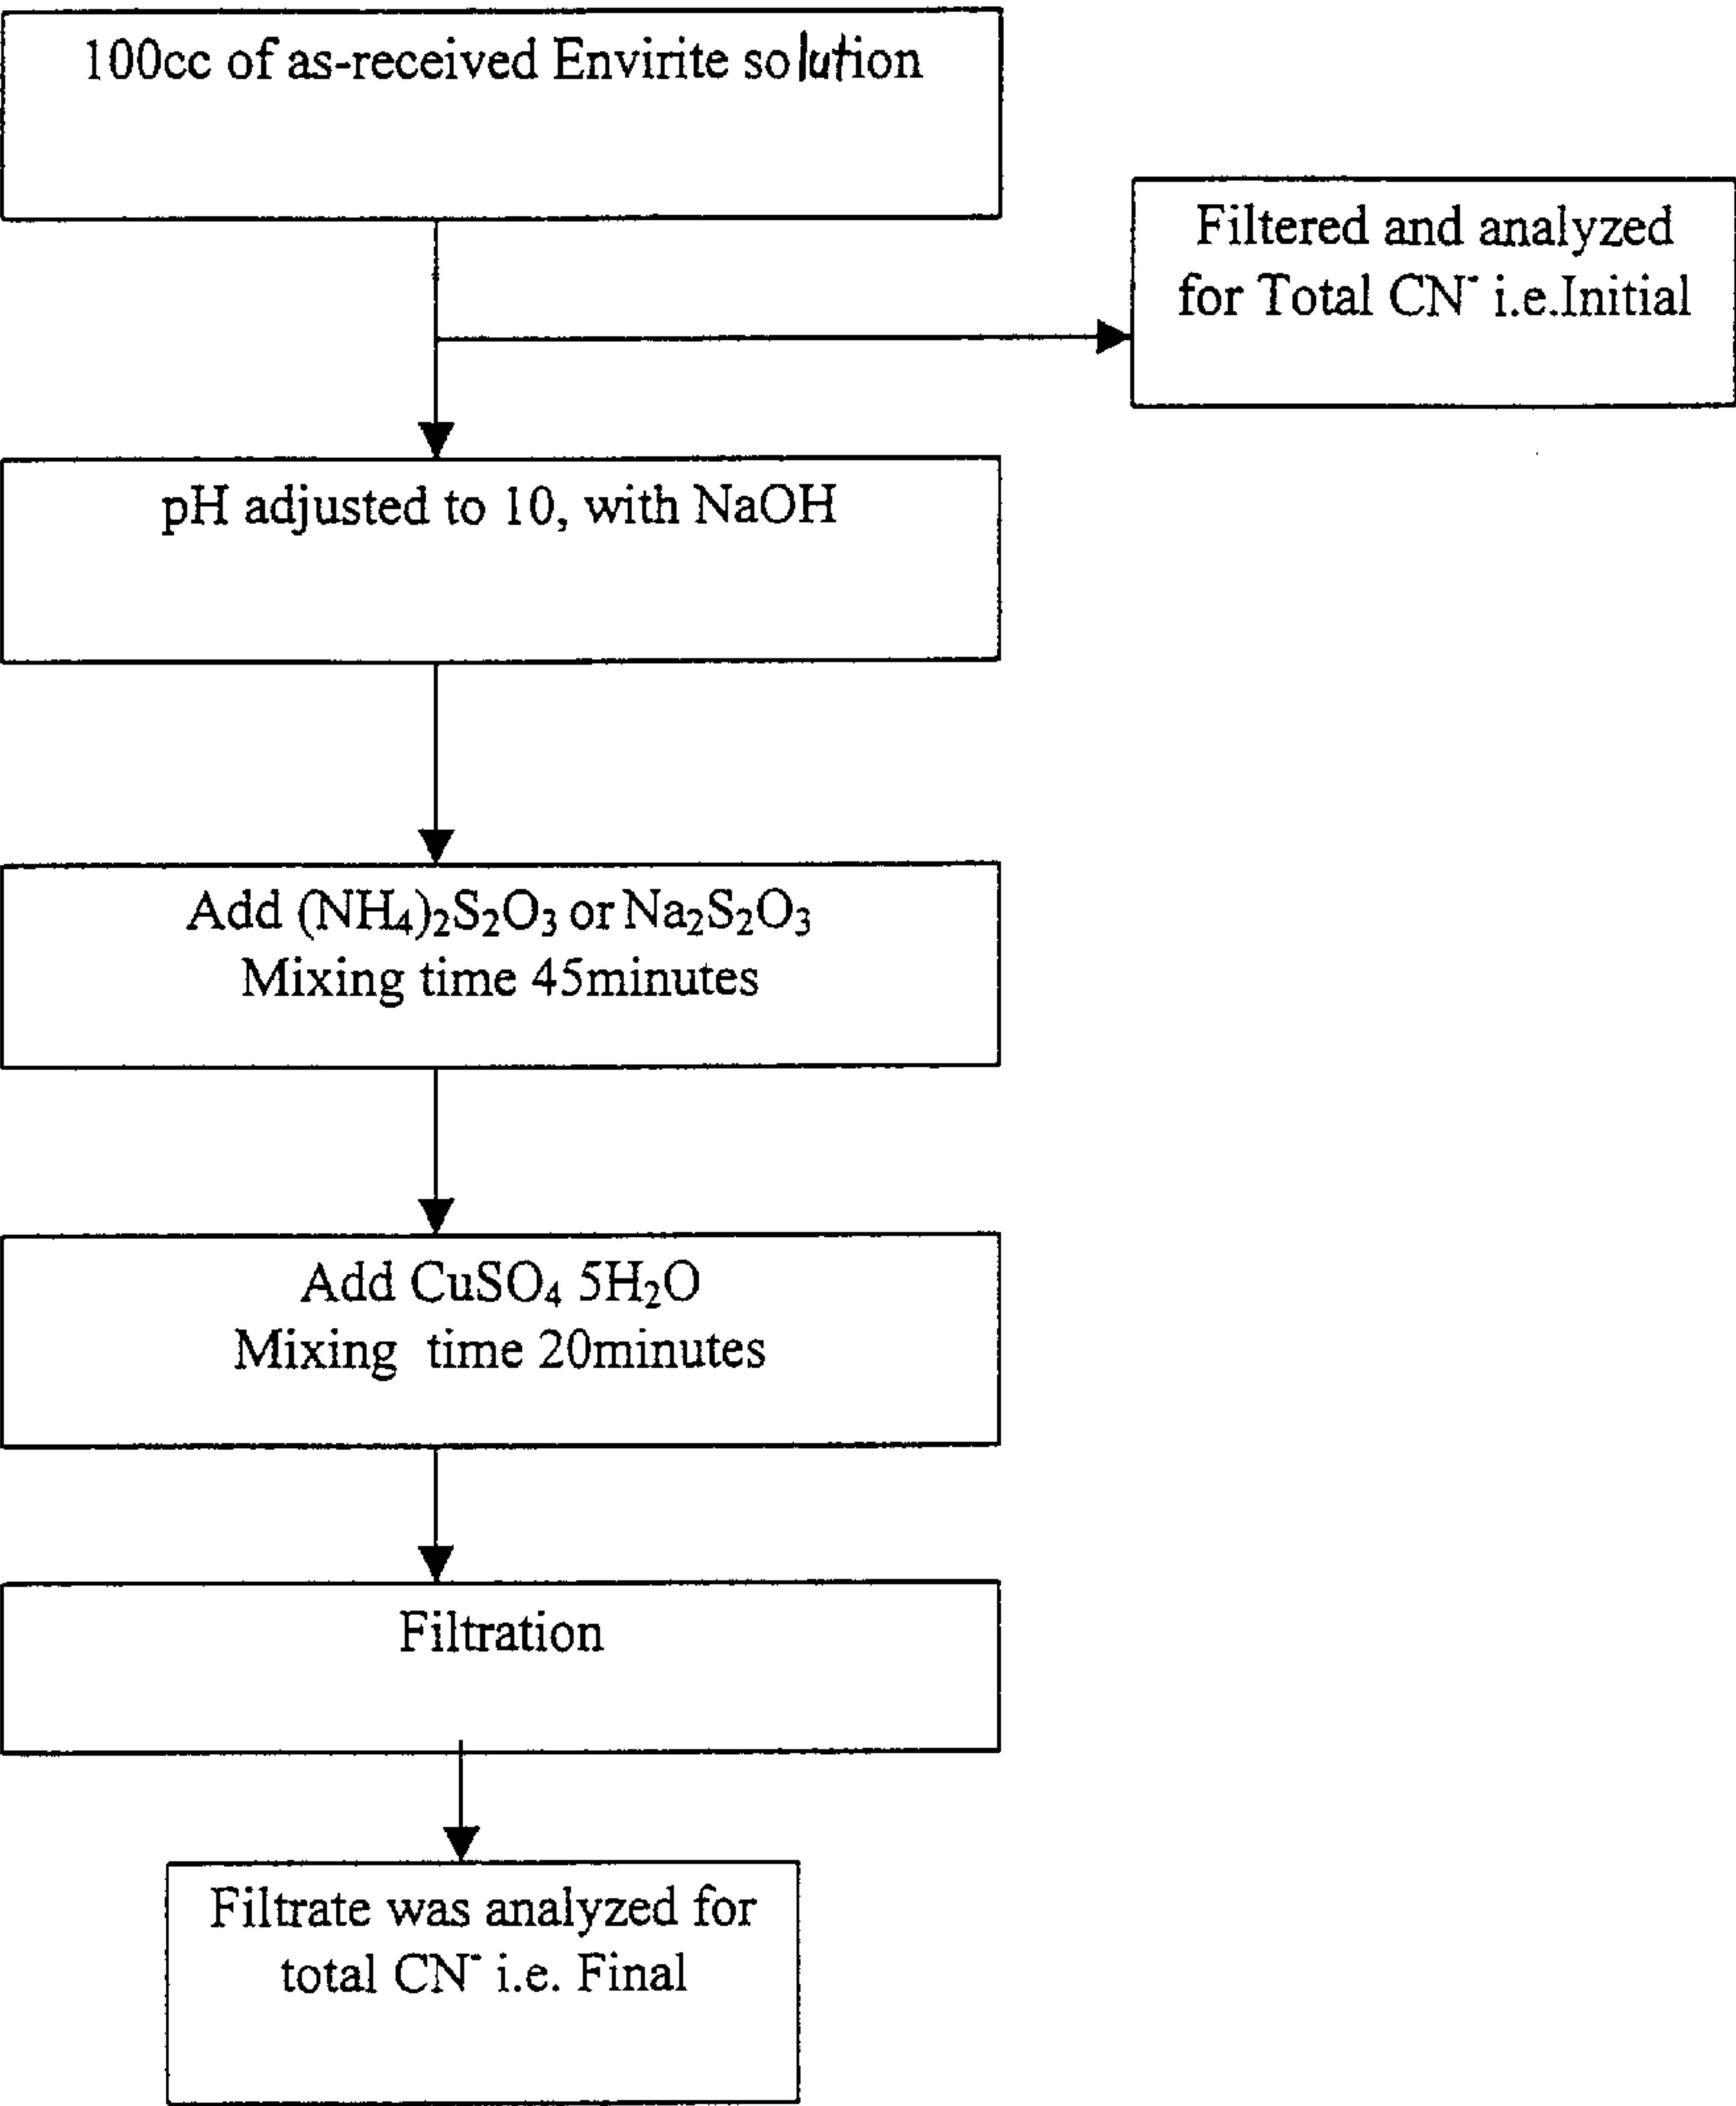 100cc of as-received Envirite solution
Filtered and analyzed
for Total CN⁻ i.e.Initial
pH adjusted to 10, with NaOH
Add (NH₄)₂S₂O₃ or Na₂S₂O₃
Mixing time 45minutes
Add CuSO₄ 5H₂O
Mixing time 20minutes
Filtration
Filtrate was analyzed for
total CN⁻ i.e. Final